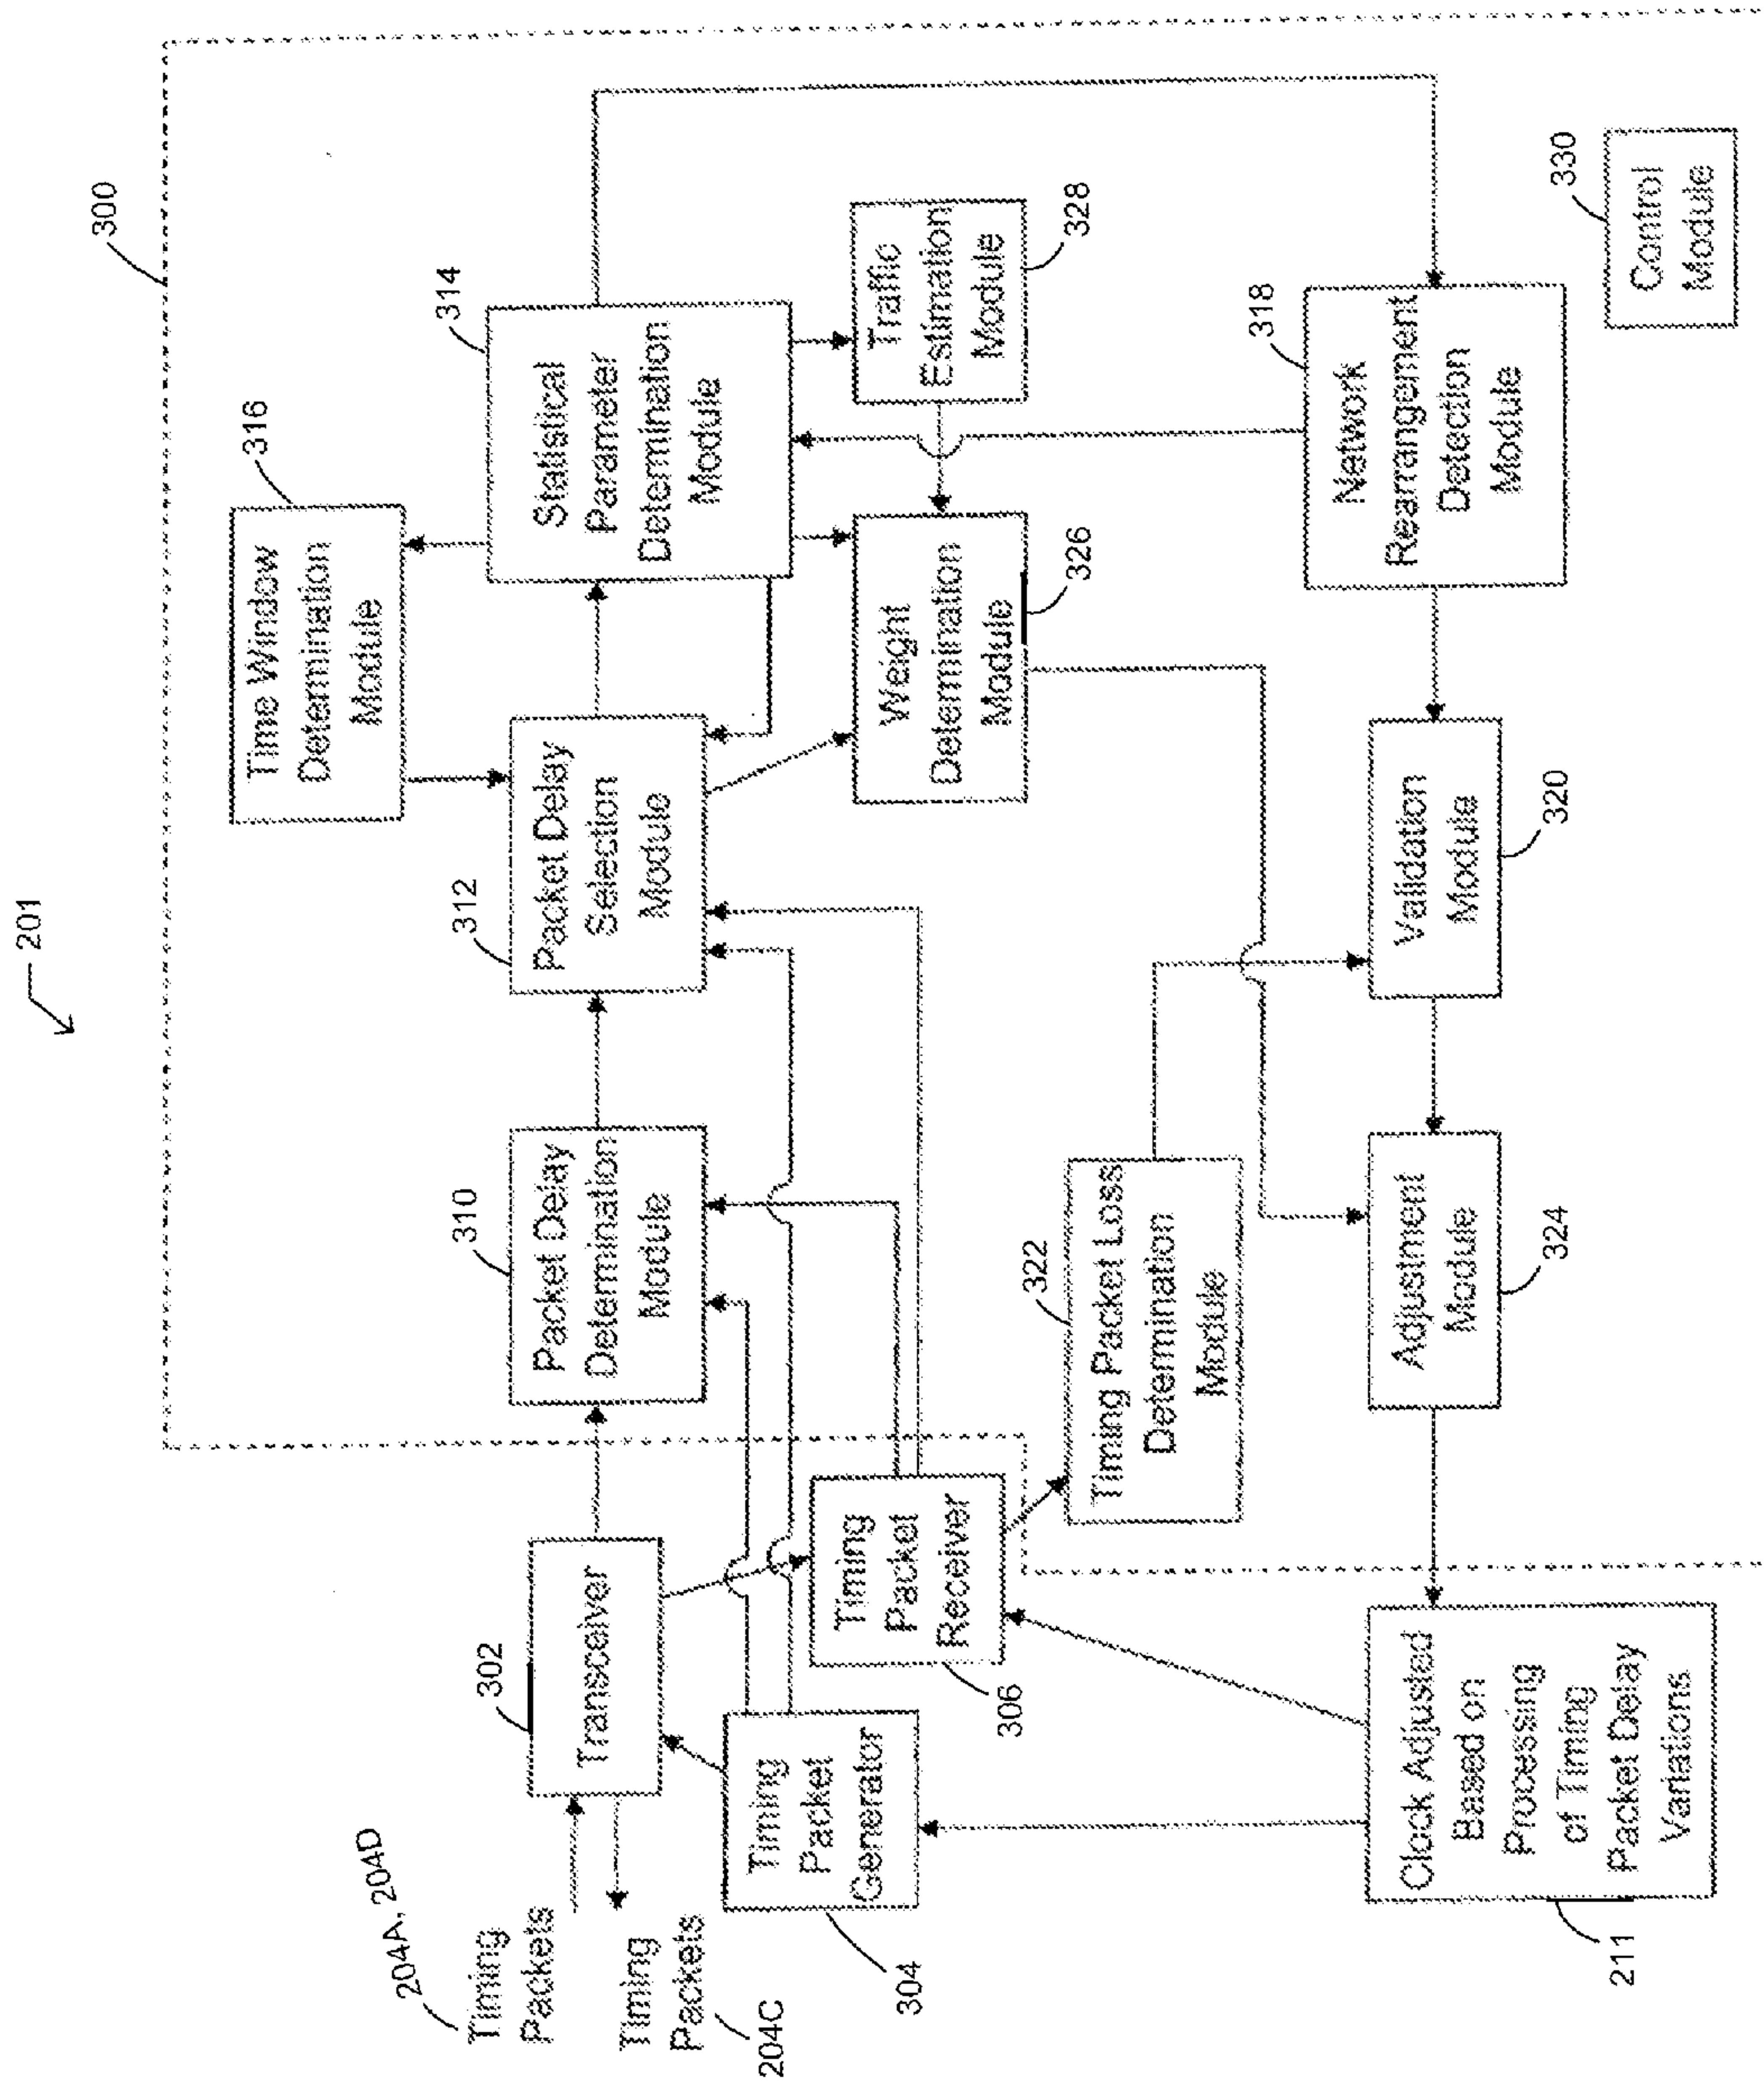 201
300
316
Time Window
Determination
Module
204A, 204D
Timing
Packets
Timing
Packets
204C
302
Transceiver
310
Packet Delay
Determination
Module
312
Packet Delay
Selection
Module
314
Statistical
Parameter
Determination
Module
304
Timing
Packet
Generator
306
Timing
Packet
Receiver
Weight
Determination
Module
326
Traffic
Estimation
Module
328
322
Timing Packet Loss
Determination
Module
211
Clock Adjusted
Based on
Processing
of Timing
Packet Delay
Variations
Adjustment
Module
324
Validation
Module
320
318
Network
Rearrangement
Detection
Module
330
Control
Module